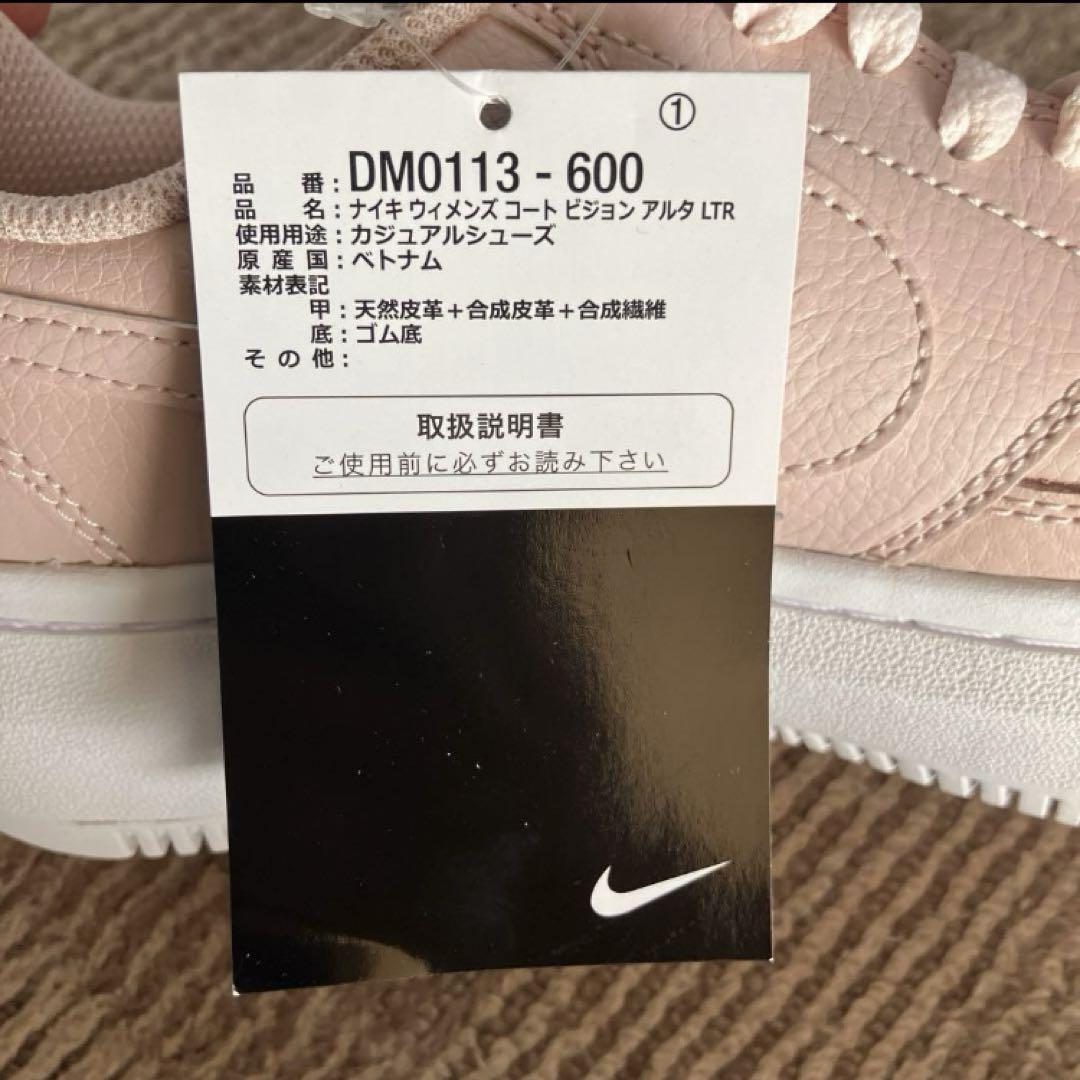 ①
品番：DM0113 - 600
品名：ナイキ ウィメンズ コート ビジョン アルタ LTR
使用用途：カジュアルシューズ
原産国：ベトナム
素材表記
甲：天然皮革＋合成皮革＋合成繊維
底：ゴム底
その他：
取扱説明書
ご使用前に必ずお読み下さい